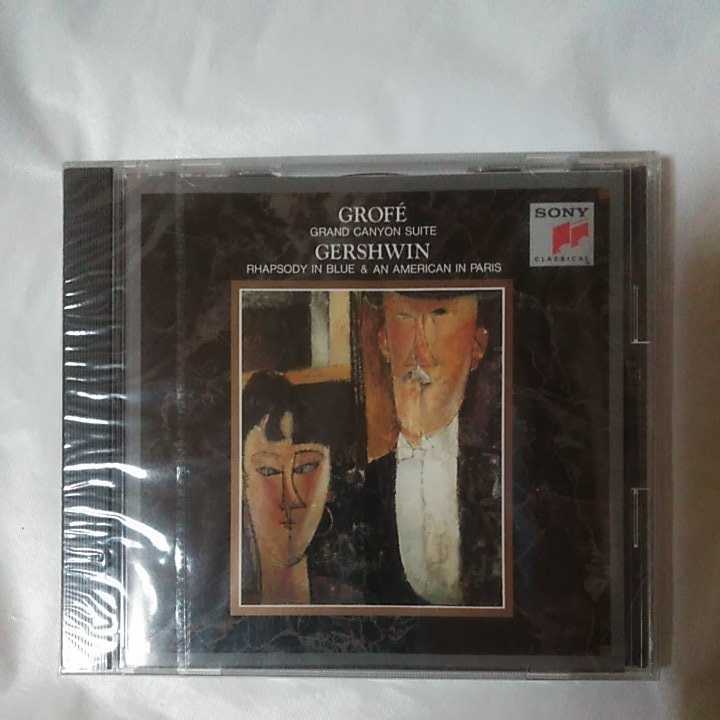 GROFÉ
GRAND CANYON SUITE
GERSHWIN
RHAPSODY IN BLUE & AN AMERICAN IN PARIS
SONY
CLASSICAL